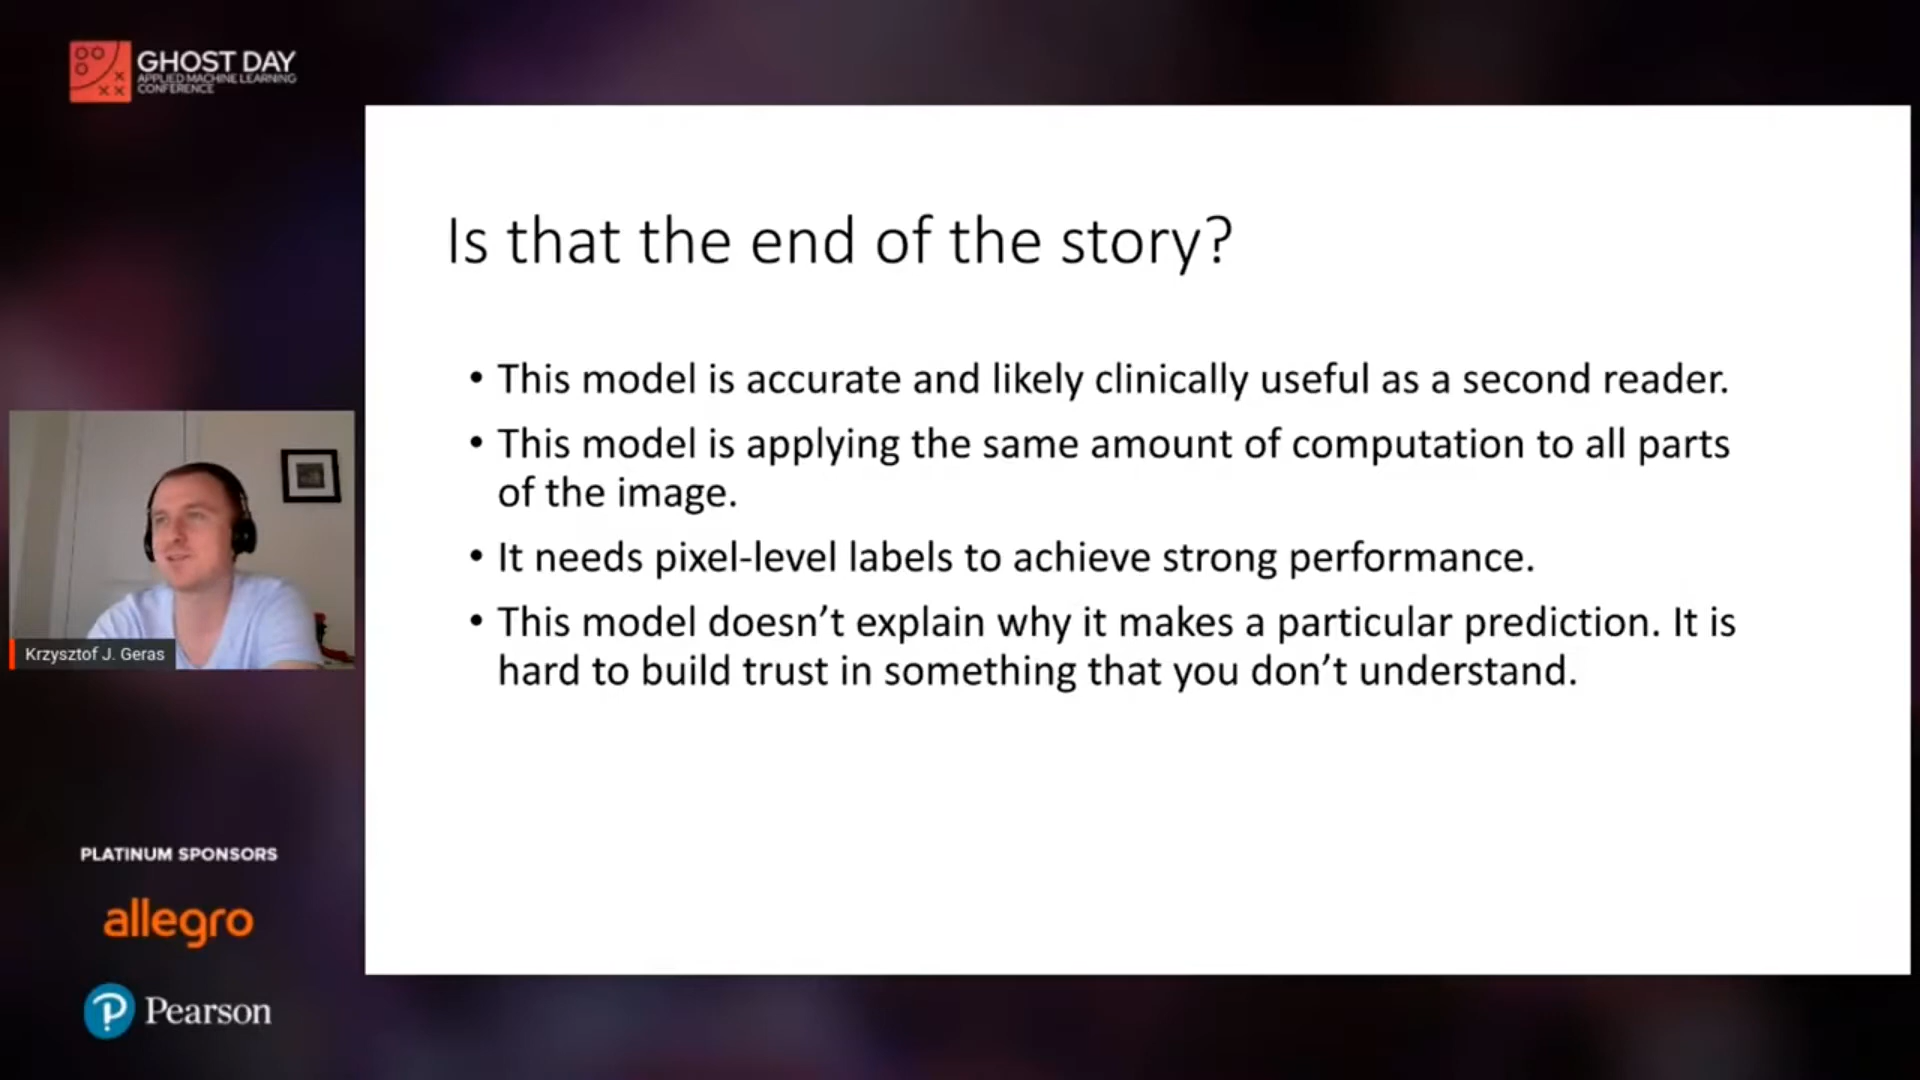 GHOST DAY
APPLIED MACHINE LEARNING
CONFERENCE
Is that the end of the story?
• This model is accurate and likely clinically useful as a second reader.
• This model is applying the same amount of computation to all parts
of the image.
• It needs pixel-level labels to achieve strong performance.
• This model doesn’t explain why it makes a particular prediction. It is
hard to build trust in something that you don’t understand.
Krzysztof J. Geras
PLATINUM SPONSORS
allegro
Pearson